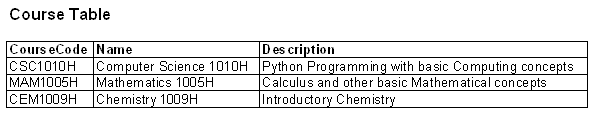 Course Table
CourseCode Name Description
CSC1010H Computer Science 1010H Python Programming with basic Computing concepts
MAM1005H Mathematics 1005H Calculus and other basic Mathematical concepts
CEM1009H Chemistry 1009H Introductory Chemistry